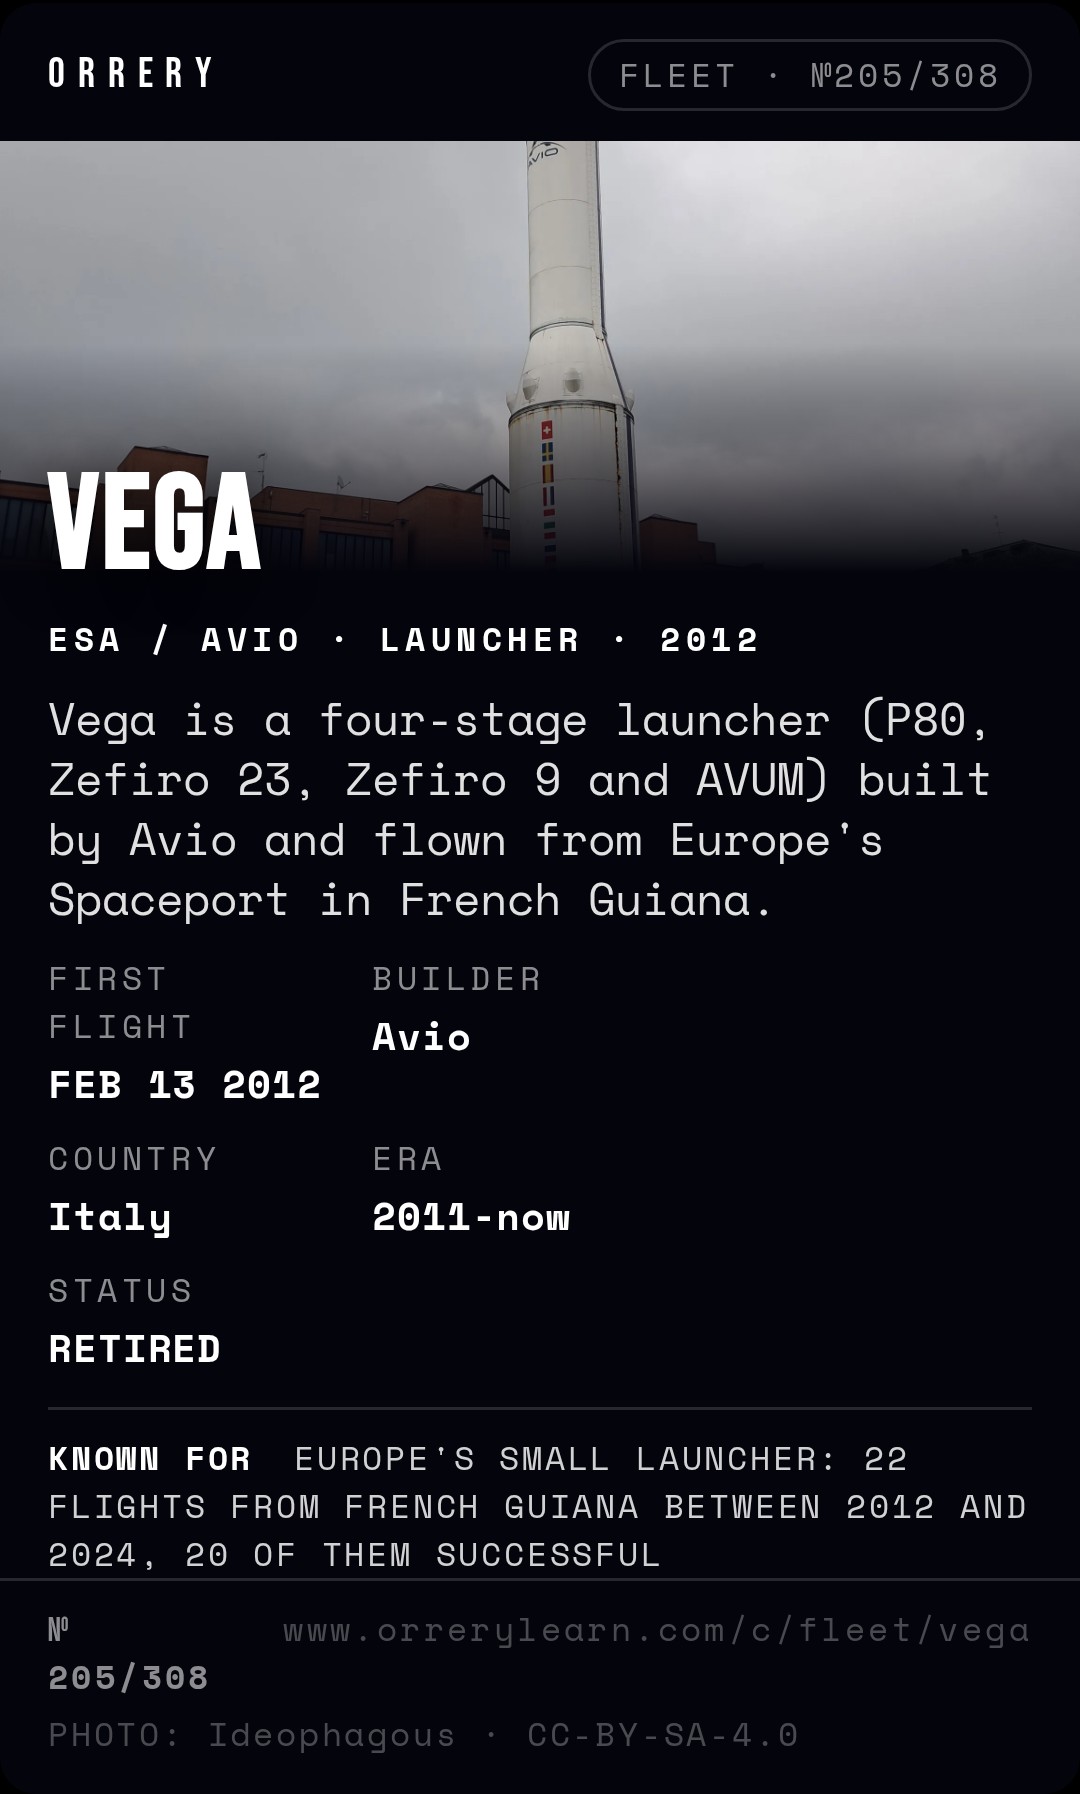 ORRERY
FLEET · №205/308
AVIO
VEGA
ESA / AVIO · LAUNCHER · 2012
Vega is a four-stage launcher (P80,
Zefiro 23, Zefiro 9 and AVUM) built
by Avio and flown from Europe's
Spaceport in French Guiana.
FIRST
FLIGHT
FEB 13 2012
BUILDER
Avio
COUNTRY
Italy
ERA
2011-now
STATUS
RETIRED
KNOWN FOR EUROPE'S SMALL LAUNCHER: 22
FLIGHTS FROM FRENCH GUIANA BETWEEN 2012 AND
2024, 20 OF THEM SUCCESSFUL
№
205/308
www.orrerylearn.com/c/fleet/vega
PHOTO: Ideophagous · CC-BY-SA-4.0